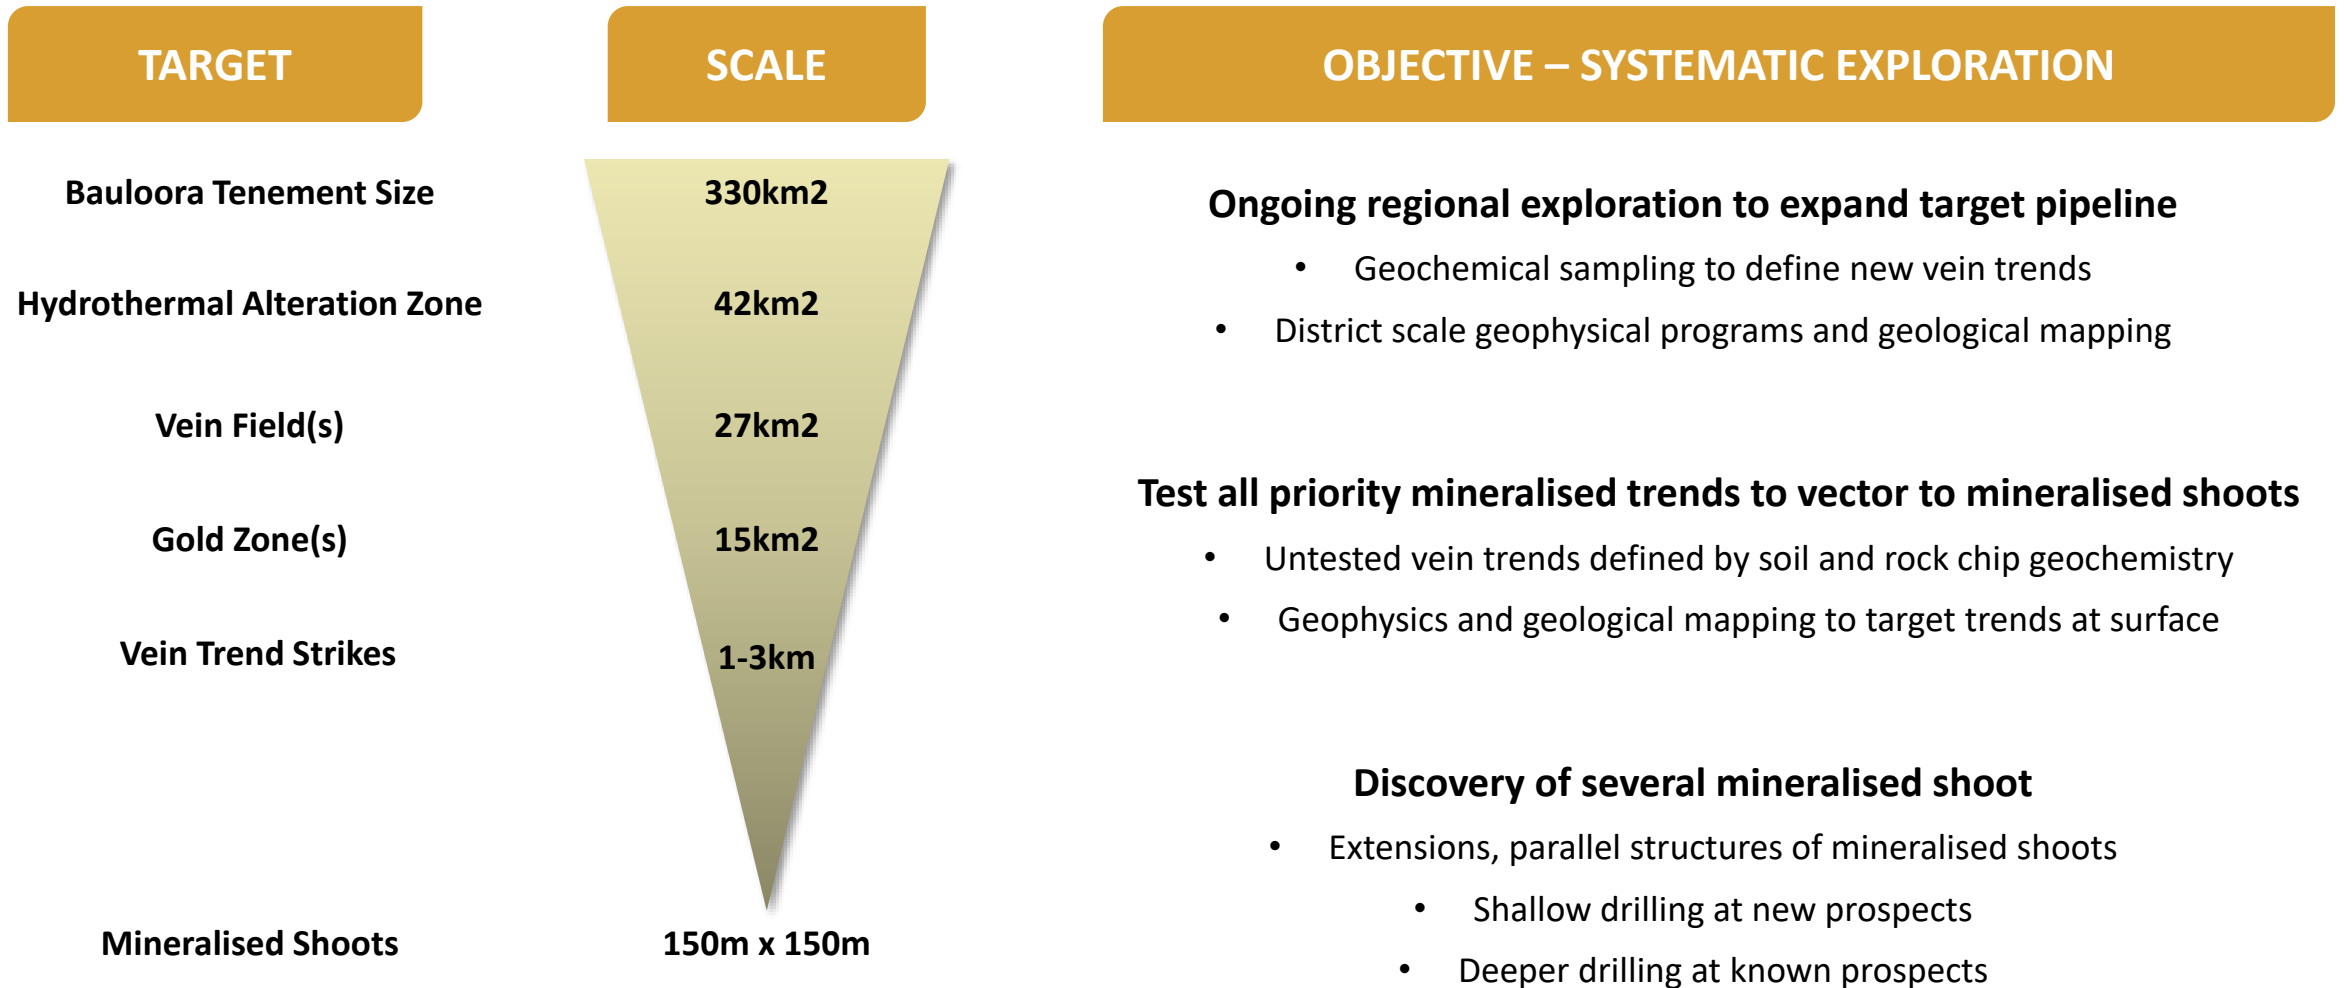 TARGET
SCALE
OBJECTIVE – SYSTEMATIC EXPLORATION
Bauloora Tenement Size
330km2
Hydrothermal Alteration Zone
42km2
Vein Field(s)
27km2
Gold Zone(s)
15km2
Vein Trend Strikes
1-3km
Mineralised Shoots
150m x 150m
Ongoing regional exploration to expand target pipeline
• Geochemical sampling to define new vein trends
• District scale geophysical programs and geological mapping
Test all priority mineralised trends to vector to mineralised shoots
• Untested vein trends defined by soil and rock chip geochemistry
• Geophysics and geological mapping to target trends at surface
Discovery of several mineralised shoot
• Extensions, parallel structures of mineralised shoots
• Shallow drilling at new prospects
• Deeper drilling at known prospects